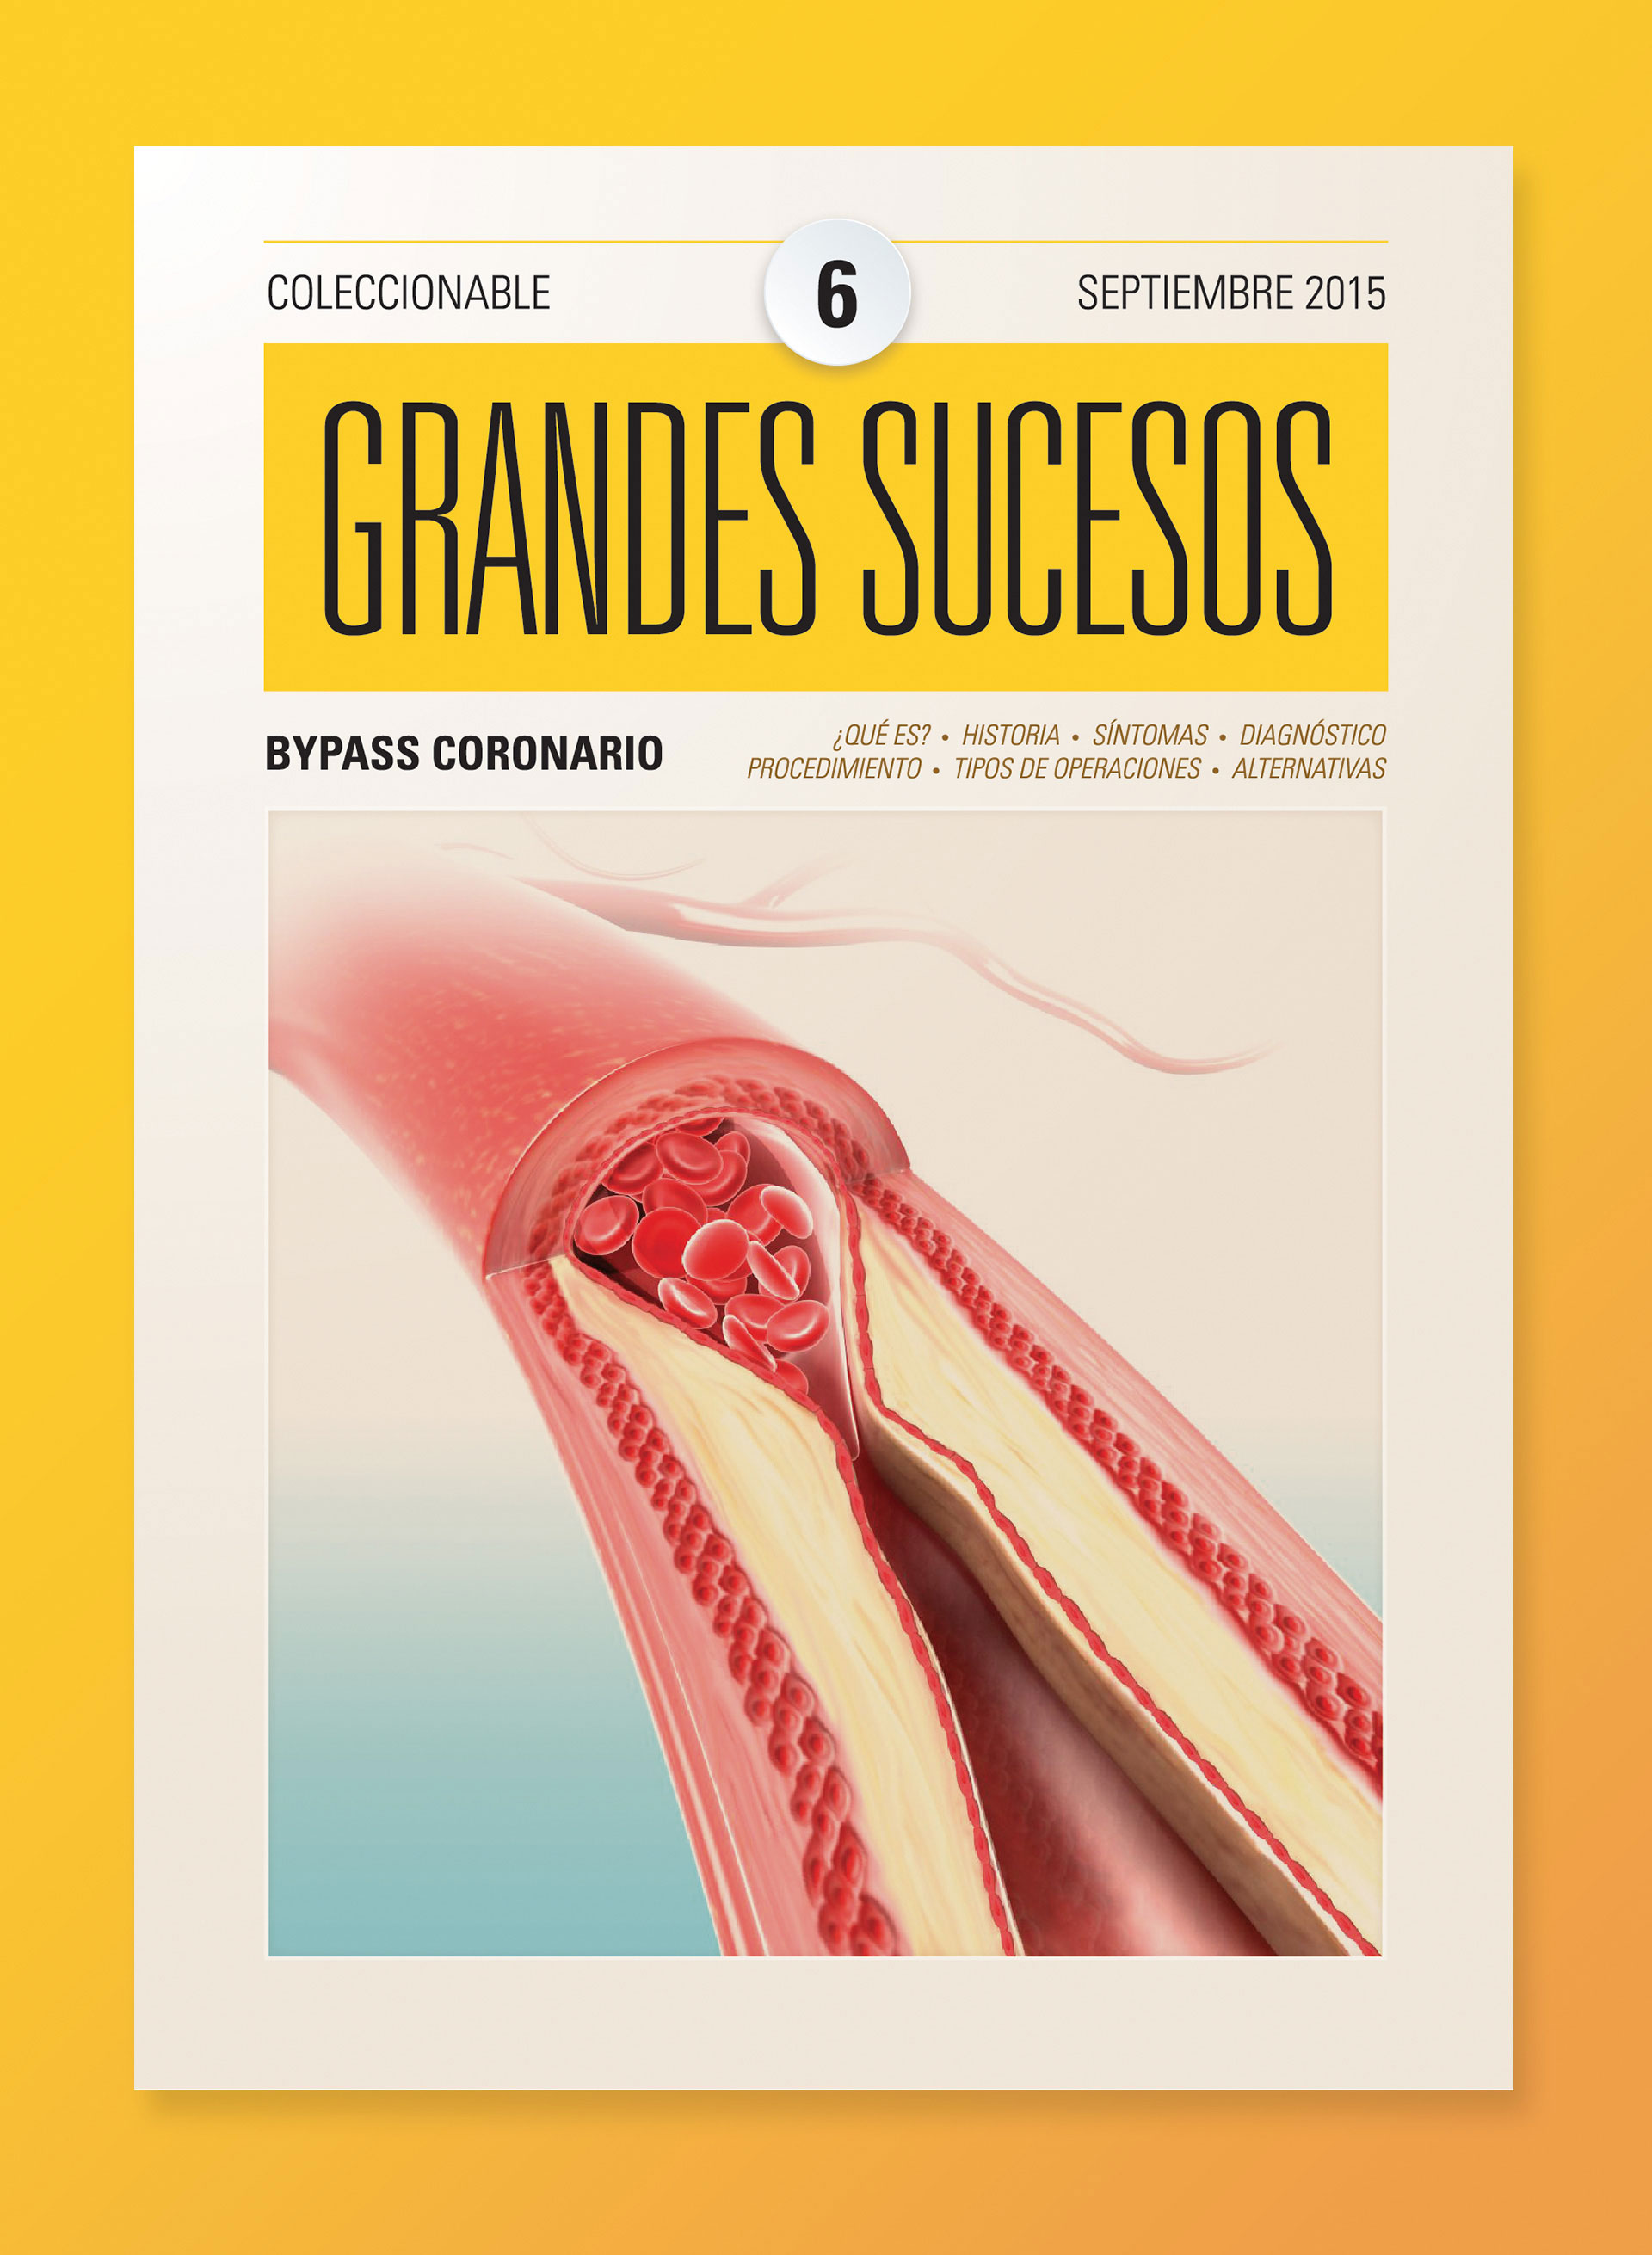 COLECCIONABLE
6
SEPTIEMBRE 2015
GRANDES SUCESOS
BYPASS CORONARIO
¿QUÉ ES? • HISTORIA • SÍNTOMAS • DIAGNÓSTICO
PROCEDIMIENTO • TIPOS DE OPERACIONES • ALTERNATIVAS